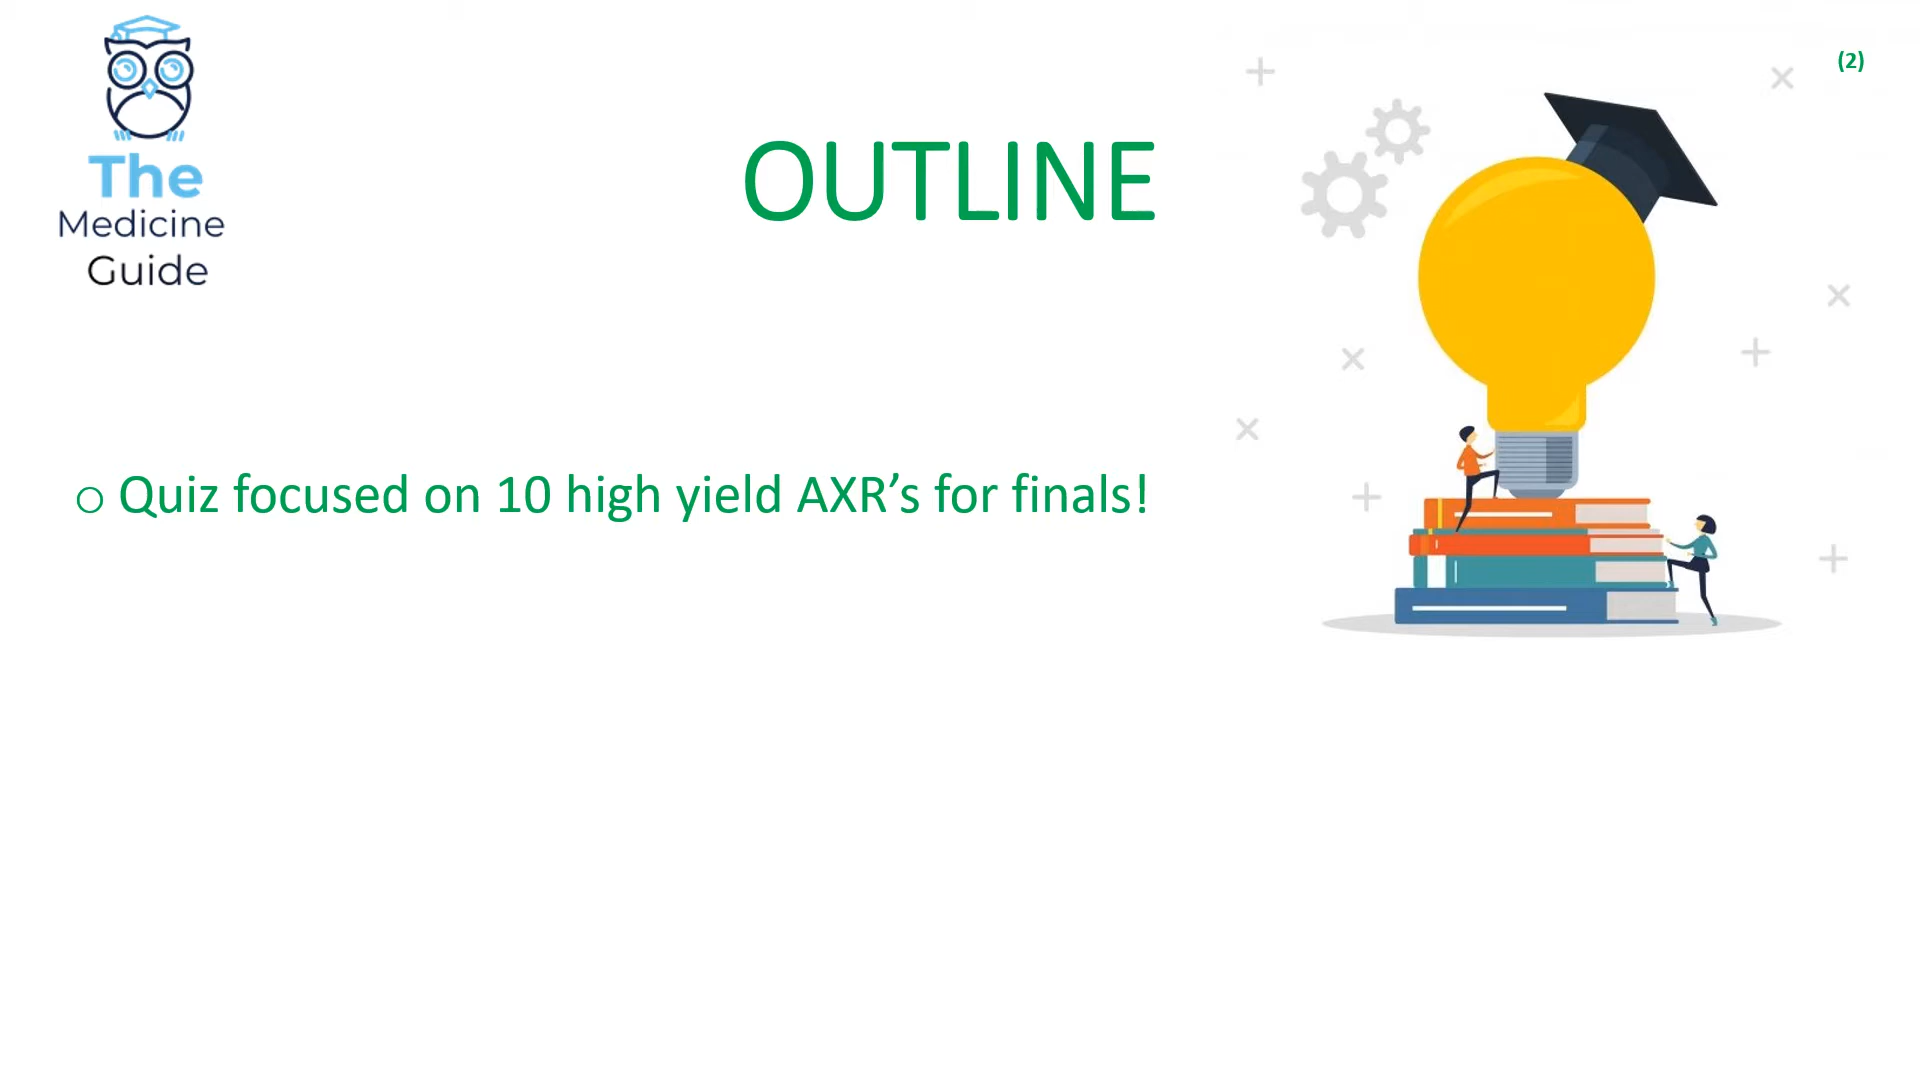 The
Medicine
Guide
(2)
OUTLINE
o Quiz focused on 10 high yield AXR’s for finals!